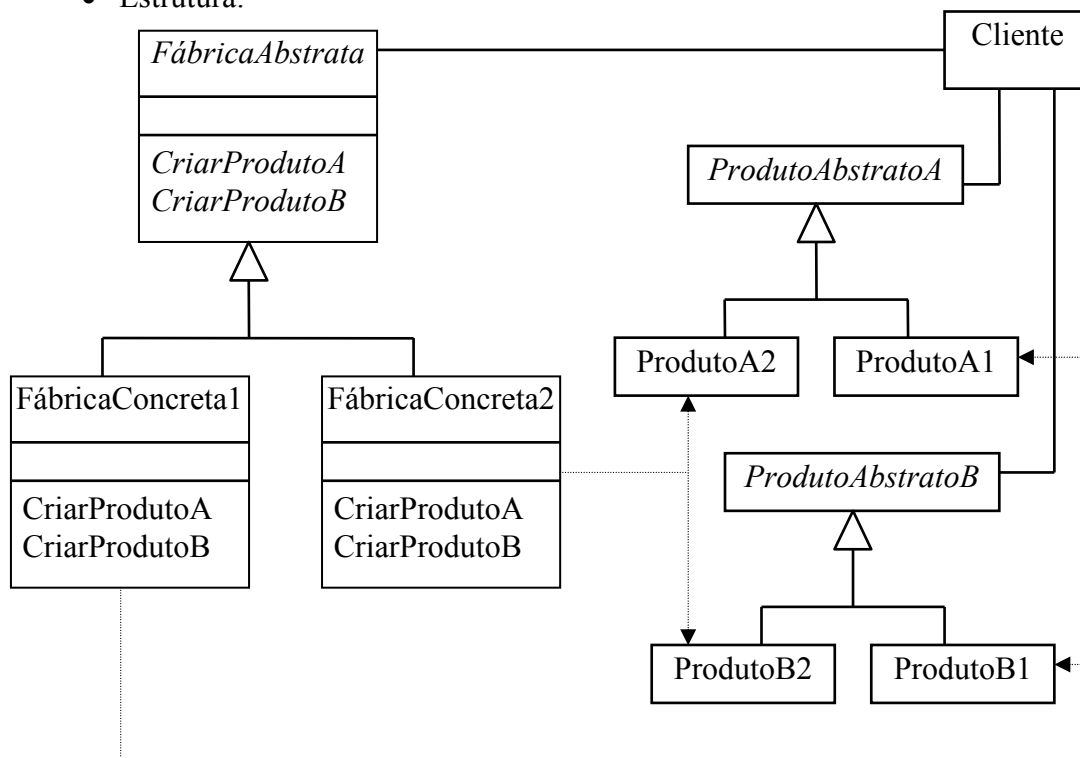 • Estrutura:
FábricaAbstrata
CriarProdutoA
CriarProdutoB
Cliente
ProdutoAbstratoA
ProdutoA2
ProdutoA1
FábricaConcreta1
CriarProdutoA
CriarProdutoB
FábricaConcreta2
CriarProdutoA
CriarProdutoB
ProdutoAbstratoB
ProdutoB2
ProdutoB1